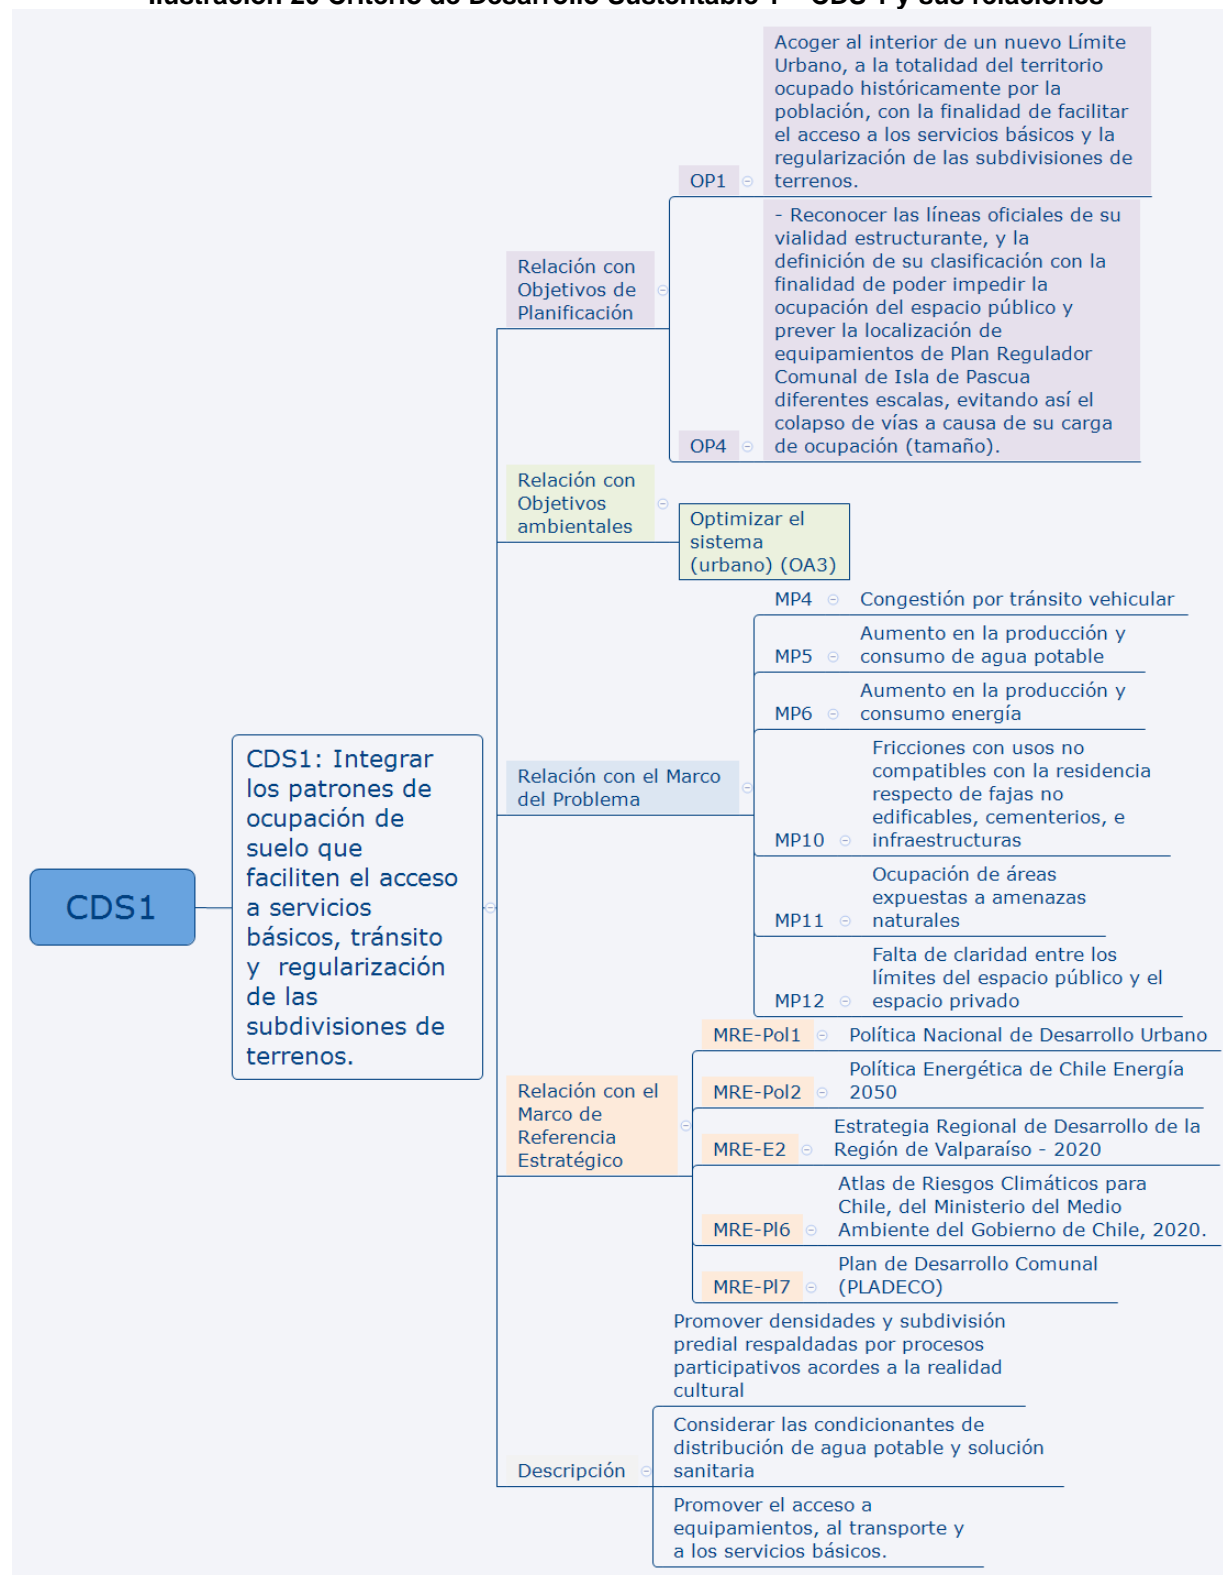 Ilustración 20 Criterio de Desarrollo Sustentable 1 – CDS 1 y sus relaciones
CDS1
CDS1: Integrar
los patrones de
ocupación de
suelo que
faciliten el acceso
a servicios
básicos, tránsito
y regularización
de las
subdivisiones de
terrenos.
Relación con
Objetivos de
Planificación
OP1
Acoger al interior de un nuevo Límite
Urbano, a la totalidad del territorio
ocupado históricamente por la
población, con la finalidad de facilitar
el acceso a los servicios básicos y la
regularización de las subdivisiones de
terrenos.
OP4
- Reconocer las líneas oficiales de su
vialidad estructurante, y la
definición de su clasificación con la
finalidad de poder impedir la
ocupación del espacio público y
prever la localización de
equipamientos de Plan Regulador
Comunal de Isla de Pascua
diferentes escalas, evitando así el
colapso de vías a causa de su carga
de ocupación (tamaño).
Relación con
Objetivos
ambientales
Optimizar el
sistema
(urbano) (OA3)
Relación con el Marco
del Problema
MP4
Congestión por tránsito vehicular
MP5
Aumento en la producción y
consumo de agua potable
MP6
Aumento en la producción y
consumo energía
MP10
Fricciones con usos no
compatibles con la residencia
respecto de fajas no
edificables, cementerios, e
infraestructuras
MP11
Ocupación de áreas
expuestas a amenazas
naturales
MP12
Falta de claridad entre los
límites del espacio público y el
espacio privado
Relación con el
Marco de
Referencia
Estratégico
MRE-Pol1
Política Nacional de Desarrollo Urbano
MRE-Pol2
Política Energética de Chile Energía
2050
MRE-E2
Estrategia Regional de Desarrollo de la
Región de Valparaíso - 2020
MRE-Pl6
Atlas de Riesgos Climáticos para
Chile, del Ministerio del Medio
Ambiente del Gobierno de Chile, 2020.
MRE-Pl7
Plan de Desarrollo Comunal
(PLADECO)
Descripción
Promover densidades y subdivisión
predial respaldadas por procesos
participativos acordes a la realidad
cultural
Considerar las condicionantes de
distribución de agua potable y solución
sanitaria
Promover el acceso a
equipamientos, al transporte y
a los servicios básicos.